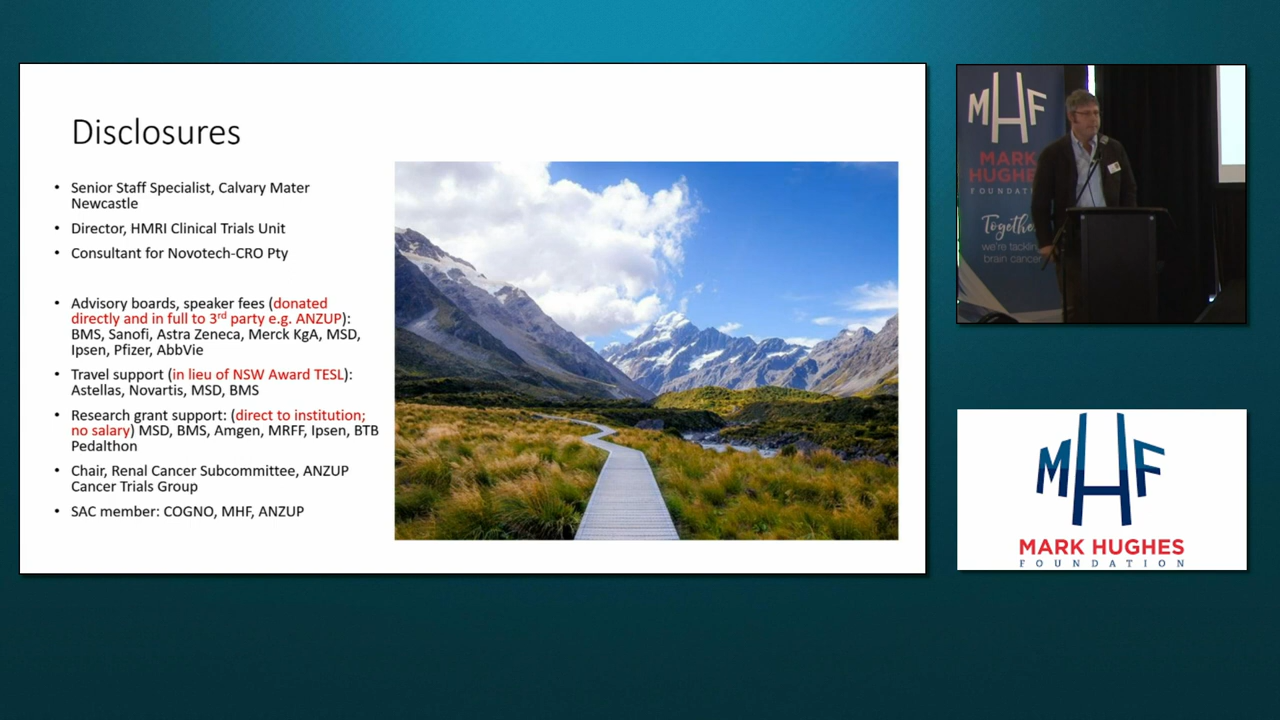 Disclosures
• Senior Staff Specialist, Calvary Mater
Newcastle
• Director, HMRI Clinical Trials Unit
• Consultant for Novotech-CRO Pty
• Advisory boards, speaker fees (donated
directly and in full to 3rd party e.g. ANZUP):
BMS, Sanofi, Astra Zeneca, Merck KgA, MSD,
Ipsen, Pfizer, AbbVie
• Travel support (in lieu of NSW Award TESL):
Astellas, Novartis, MSD, BMS
• Research grant support: (direct to institution;
no salary) MSD, BMS, Amgen, MRFF, Ipsen, BTB
Pedalthon
• Chair, Renal Cancer Subcommittee, ANZUP
Cancer Trials Group
• SAC member: COGNO, MHF, ANZUP
MHF
MARK
HUGHE
FOUNDAT
Togethe
we're tacklin
brain cancer
MHF
MARK HUGHES
FOUNDATION